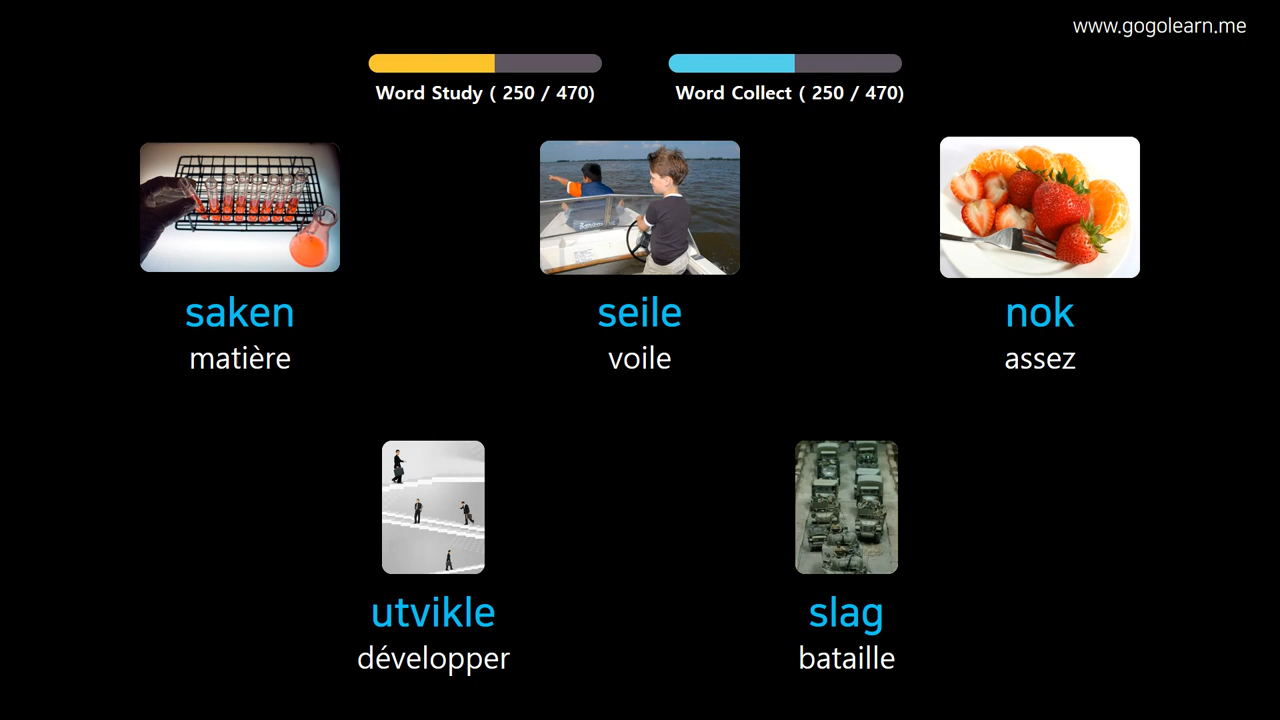 www.gogolearn.me
Word Study ( 250 / 470)
Word Collect ( 250 / 470)
saken
matière
seile
voile
nok
assez
utvikle
développer
slag
bataille